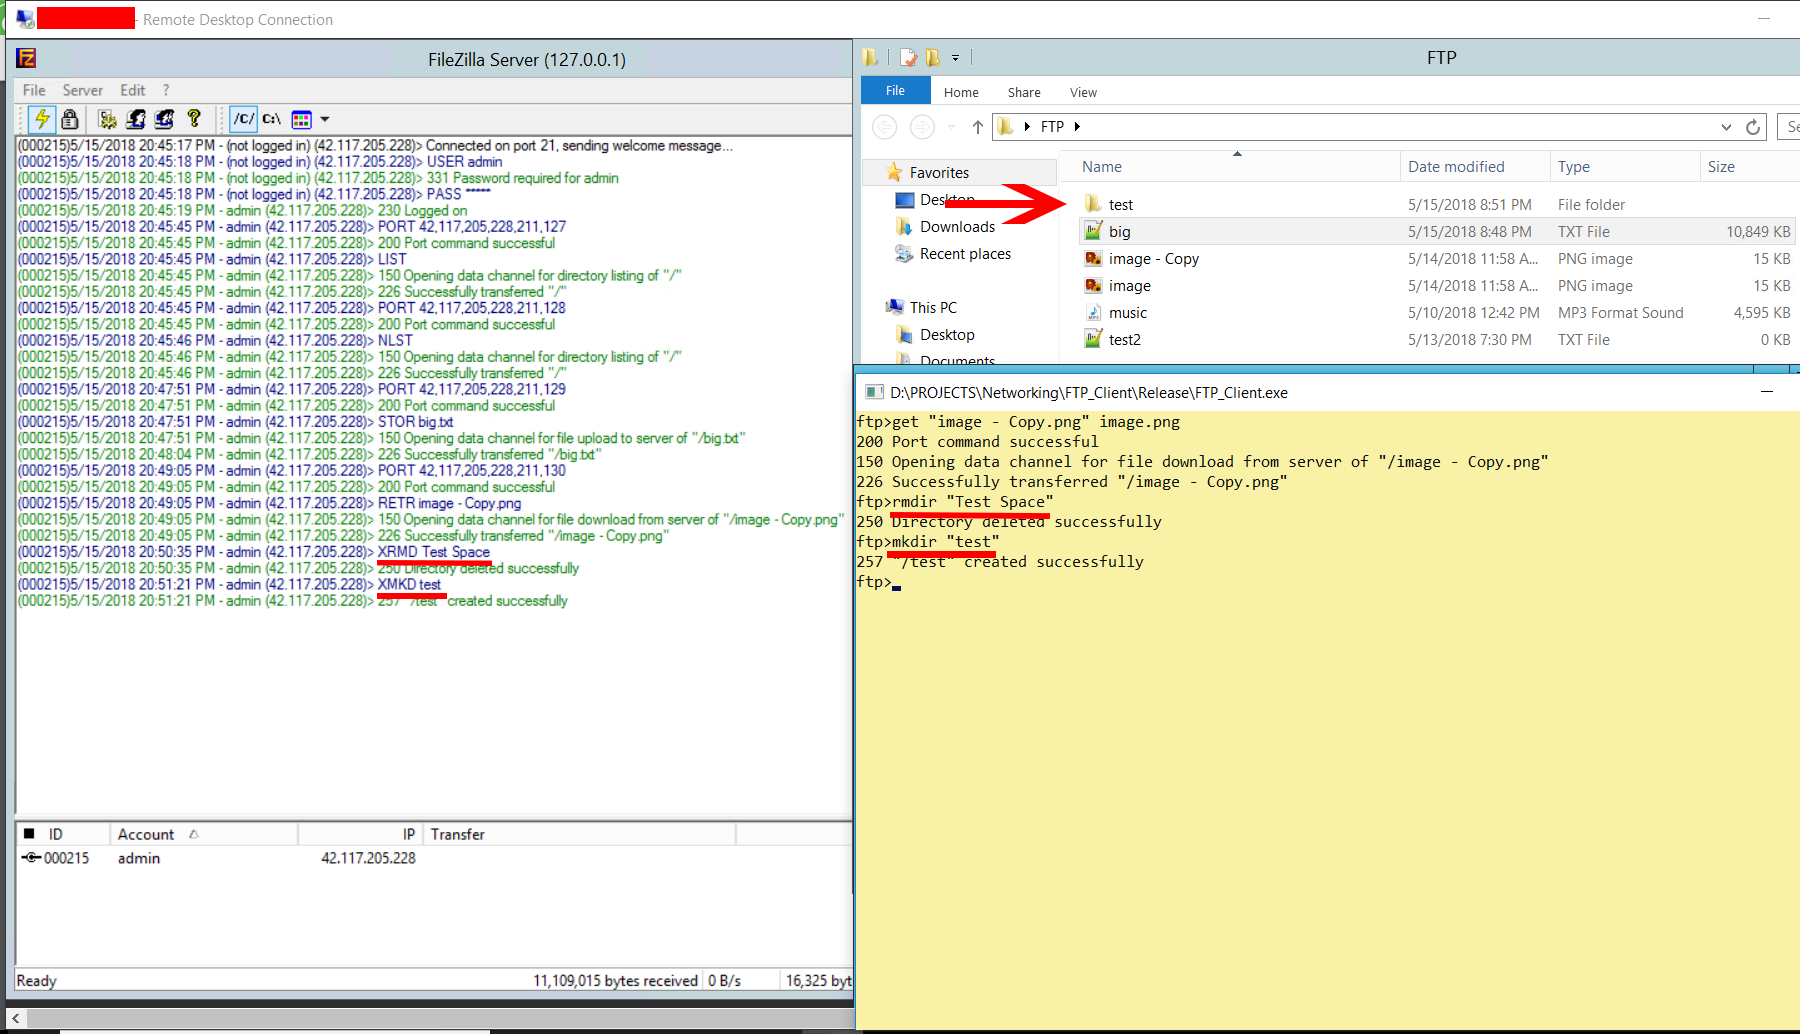 - Remote Desktop Connection
FileZilla Server (127.0.0.1)
File Server Edit ?
/C/ C:\
(000215)5/15/2018 20:45:17 PM - (not logged in) (42.117.205.228)> Connected on port 21, sending welcome message...
(000215)5/15/2018 20:45:18 PM - (not logged in) (42.117.205.228)> USER admin
(000215)5/15/2018 20:45:18 PM - (not logged in) (42.117.205.228)> 331 Password required for admin
(000215)5/15/2018 20:45:18 PM - (not logged in) (42.117.205.228)> PASS *****
(000215)5/15/2018 20:45:19 PM - admin (42.117.205.228)> 230 Logged on
(000215)5/15/2018 20:45:45 PM - admin (42.117.205.228)> PORT 42,117,205,228,211,127
(000215)5/15/2018 20:45:45 PM - admin (42.117.205.228)> 200 Port command successful
(000215)5/15/2018 20:45:45 PM - admin (42.117.205.228)> LIST
(000215)5/15/2018 20:45:45 PM - admin (42.117.205.228)> 150 Opening data channel for directory listing of "/"
(000215)5/15/2018 20:45:45 PM - admin (42.117.205.228)> 226 Successfully transferred "/"
(000215)5/15/2018 20:45:45 PM - admin (42.117.205.228)> PORT 42,117,205,228,211,128
(000215)5/15/2018 20:45:45 PM - admin (42.117.205.228)> 200 Port command successful
(000215)5/15/2018 20:45:46 PM - admin (42.117.205.228)> NLST
(000215)5/15/2018 20:45:46 PM - admin (42.117.205.228)> 150 Opening data channel for directory listing of "/"
(000215)5/15/2018 20:45:46 PM - admin (42.117.205.228)> 226 Successfully transferred "/"
(000215)5/15/2018 20:47:51 PM - admin (42.117.205.228)> PORT 42,117,205,228,211,129
(000215)5/15/2018 20:47:51 PM - admin (42.117.205.228)> 200 Port command successful
(000215)5/15/2018 20:47:51 PM - admin (42.117.205.228)> STOR big.txt
(000215)5/15/2018 20:47:51 PM - admin (42.117.205.228)> 150 Opening data channel for file upload to server of "/big.txt"
(000215)5/15/2018 20:48:04 PM - admin (42.117.205.228)> 226 Successfully transferred "/big.txt"
(000215)5/15/2018 20:49:05 PM - admin (42.117.205.228)> PORT 42,117,205,228,211,130
(000215)5/15/2018 20:49:05 PM - admin (42.117.205.228)> 200 Port command successful
(000215)5/15/2018 20:49:05 PM - admin (42.117.205.228)> RETR image - Copy.png
(000215)5/15/2018 20:49:05 PM - admin (42.117.205.228)> 150 Opening data channel for file download from server of "/image - Copy.png"
(000215)5/15/2018 20:49:05 PM - admin (42.117.205.228)> 226 Successfully transferred "/image - Copy.png"
(000215)5/15/2018 20:50:35 PM - admin (42.117.205.228)> XRMD Test Space
(000215)5/15/2018 20:50:35 PM - admin (42.117.205.228)> 250 Directory deleted successfully
(000215)5/15/2018 20:51:21 PM - admin (42.117.205.228)> XMKD test
(000215)5/15/2018 20:51:21 PM - admin (42.117.205.228)> 257 "/test" created successfully
ID Account IP Transfer
000215 admin 42.117.205.228
Ready 11,109,015 bytes received 0 B/s 16,325 byt
FTP
File Home Share View
FTP
Se
Favorites
Desktop
Downloads
Recent places
This PC
Desktop
Documents
Name Date modified Type Size
test 5/15/2018 8:51 PM File folder
big 5/15/2018 8:48 PM TXT File 10,849 KB
image - Copy 5/14/2018 11:58 A... PNG image 15 KB
image 5/14/2018 11:58 A... PNG image 15 KB
music 5/10/2018 12:42 PM MP3 Format Sound 4,595 KB
test2 5/13/2018 7:30 PM TXT File 0 KB
D:\PROJECTS\Networking\FTP_Client\Release\FTP_Client.exe
ftp>get "image - Copy.png" image.png
200 Port command successful
150 Opening data channel for file download from server of "/image - Copy.png"
226 Successfully transferred "/image - Copy.png"
ftp>rmdir "Test Space"
250 Directory deleted successfully
ftp>mkdir "test"
257 "/test" created successfully
ftp>